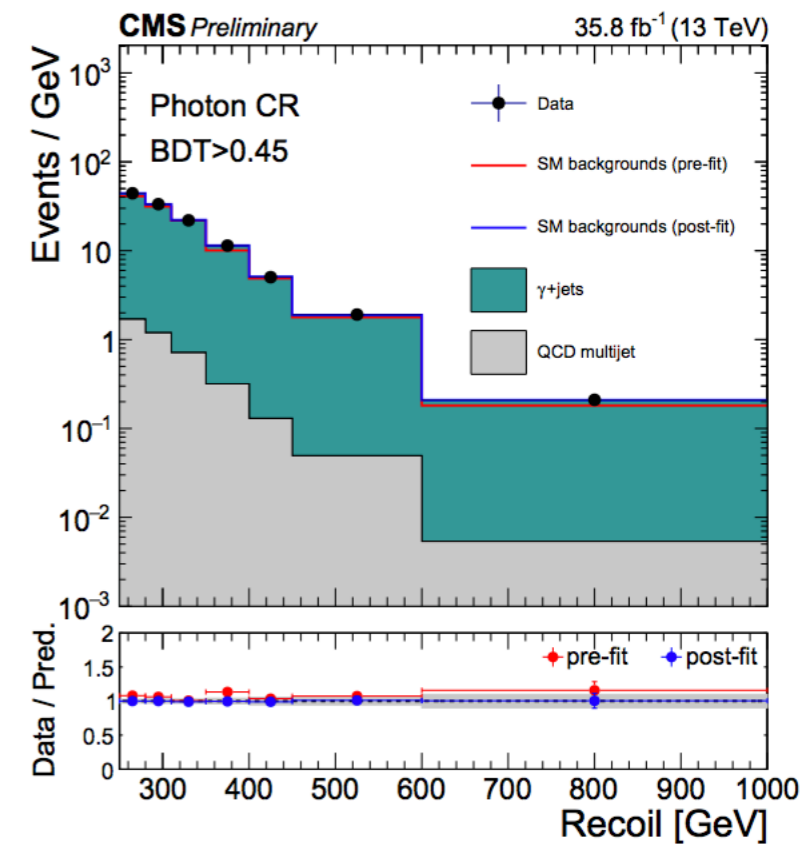 CMS Preliminary 35.8 fb⁻¹ (13 TeV)
Events / GeV
10³
10²
10
1
10⁻¹
10⁻²
10⁻³
Photon CR
BDT>0.45
Data
SM backgrounds (pre-fit)
SM backgrounds (post-fit)
γ+jets
QCD multijet
Data / Pred.
2
1.5
1
0.5
0
pre-fit post-fit
300 400 500 600 700 800 900 1000
Recoil [GeV]